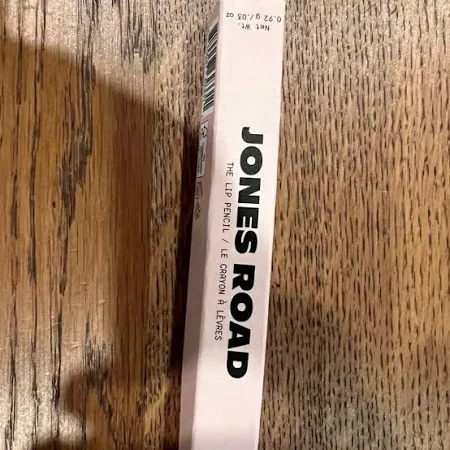 JONES ROAD
THE LIP PENCIL / LE CRAYON À LÈVRES
Net Wt.
0.92 g/.03 oz